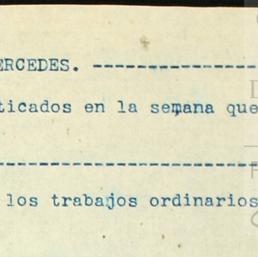 ERCEDES. ----------------
ticados en la semana que
-------------------------
los trabajos ordinarios